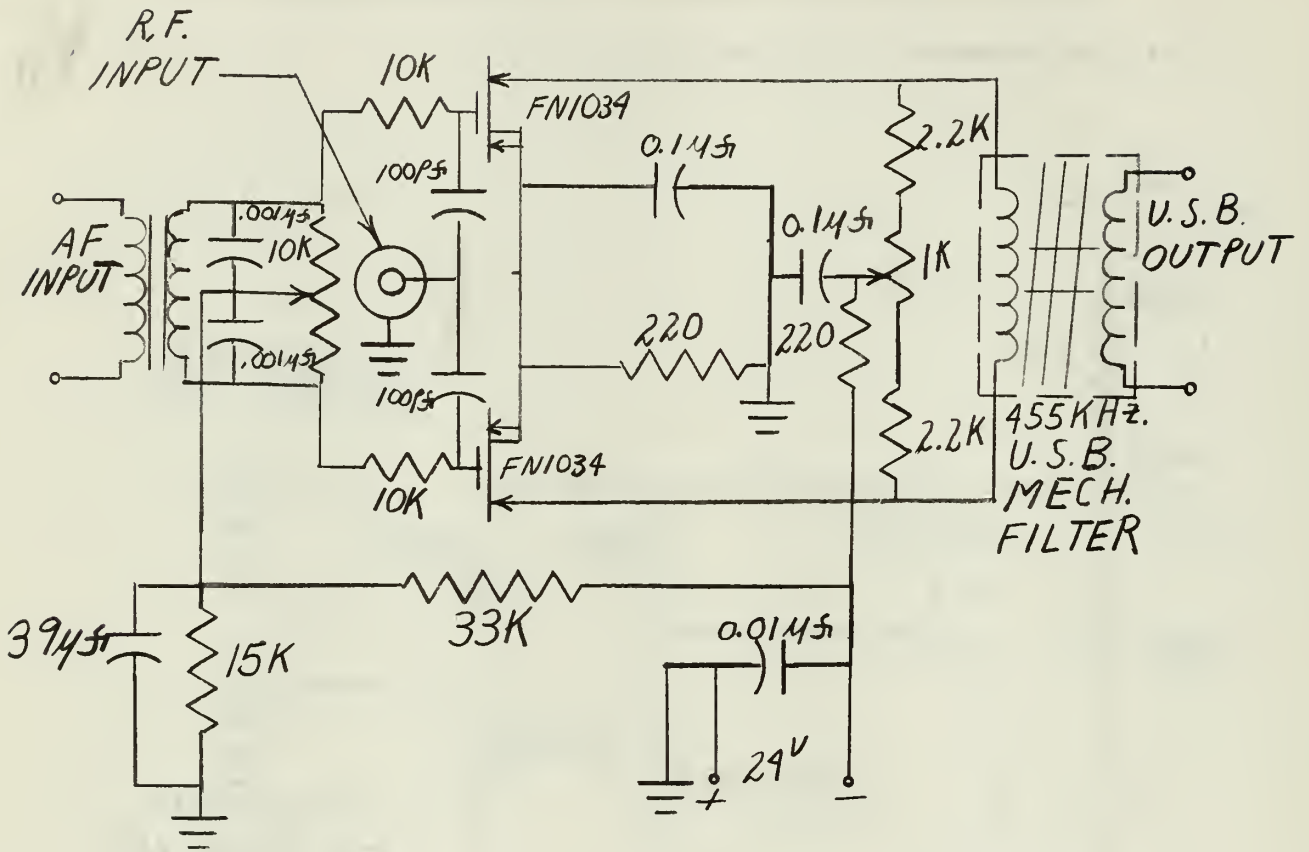 R.F.
INPUT
10K
FN1034
0.1μf
2.2K
100Pf
.001μf
AF
INPUT
10K
0.1μf
U.S.B.
OUTPUT
1K
220
220
.001μf
100Pf
455KHz.
U.S.B.
MECH.
FILTER
2.2K
FN1034
10K
39μf
15K
33K
0.01μf
24V
+
-